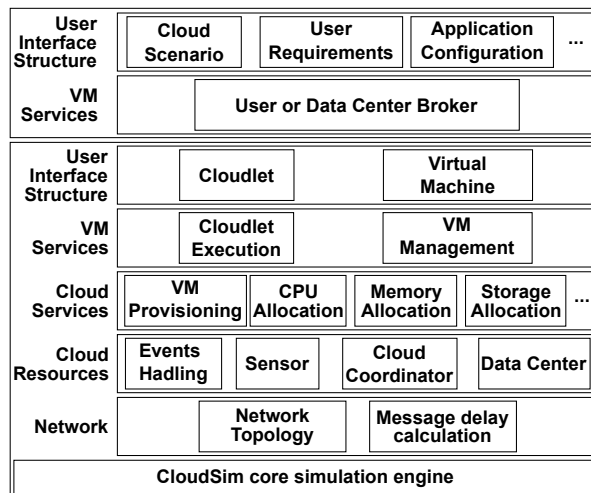 User
Interface
Structure
Cloud
Scenario
User
Requirements
Application
Configuration
...
VM
Services
User or Data Center Broker
User
Interface
Structure
Cloudlet
Virtual
Machine
VM
Services
Cloudlet
Execution
VM
Management
Cloud
Services
VM
Provisioning
CPU
Allocation
Memory
Allocation
Storage
Allocation
...
Cloud
Resources
Events
Hadling
Sensor
Cloud
Coordinator
Data Center
Network
Network
Topology
Message delay
calculation
CloudSim core simulation engine